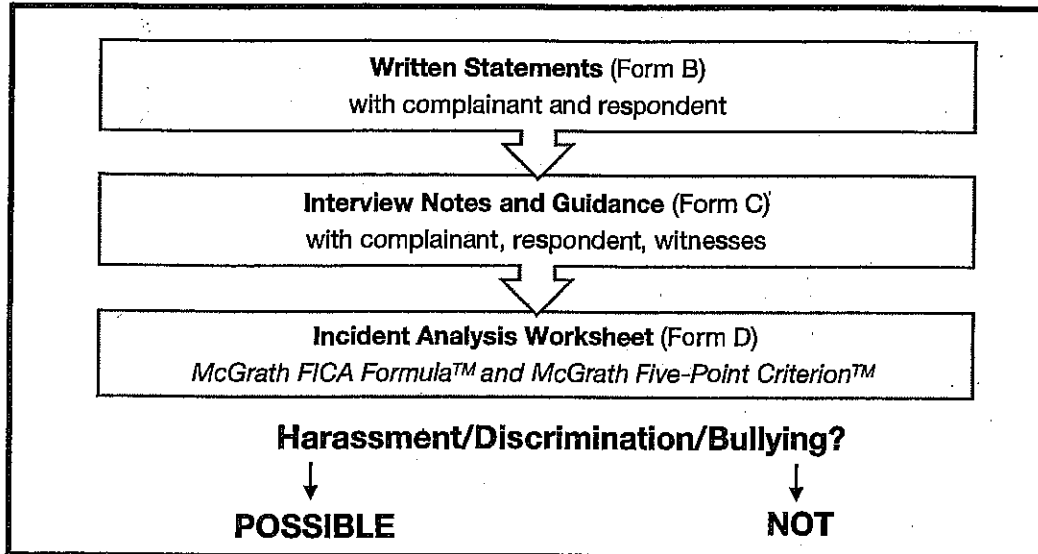 Written Statements (Form B)
with complainant and respondent
Interview Notes and Guidance (Form C)
with complainant, respondent, witnesses
Incident Analysis Worksheet (Form D)
McGrath FICA Formula™ and McGrath Five-Point Criterion™
Harassment/Discrimination/Bullying?
POSSIBLE
NOT